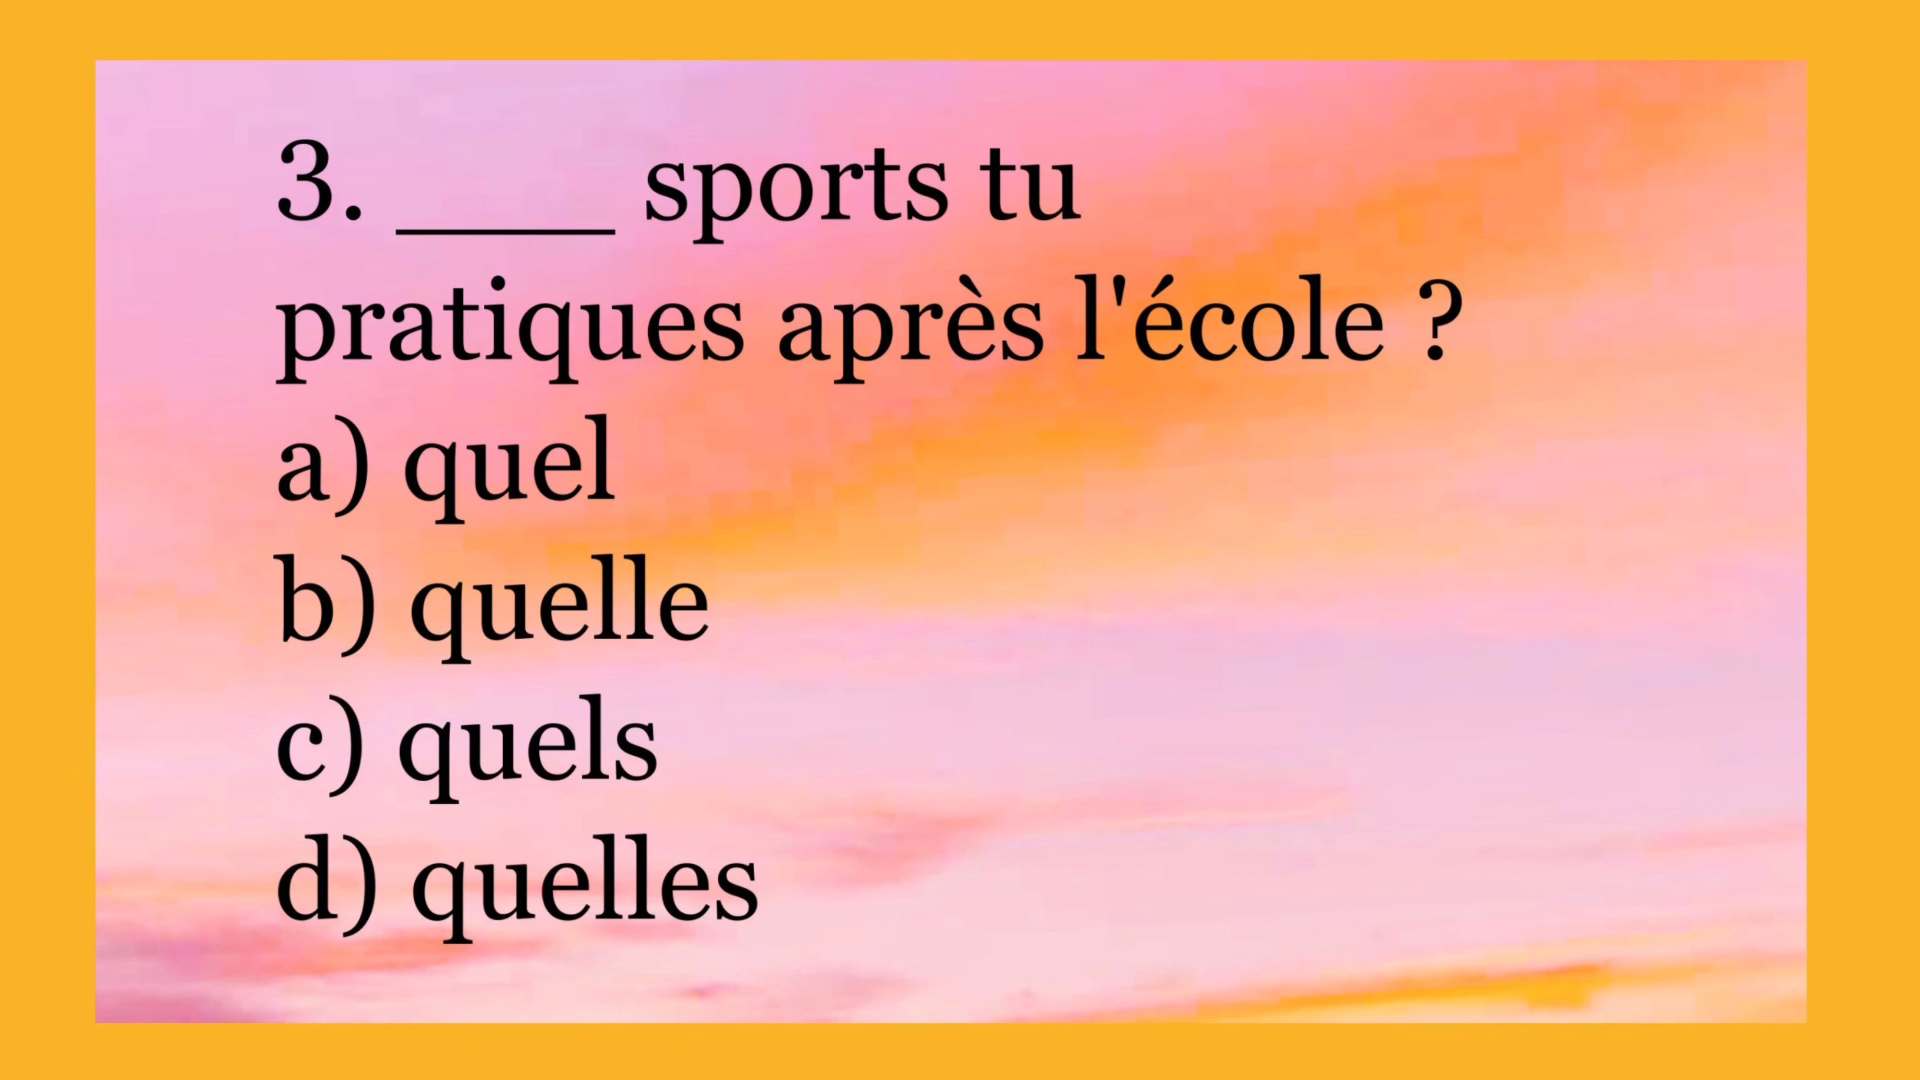 3. ____ sports tu
pratiques après l'école ?
a) quel
b) quelle
c) quels
d) quelles